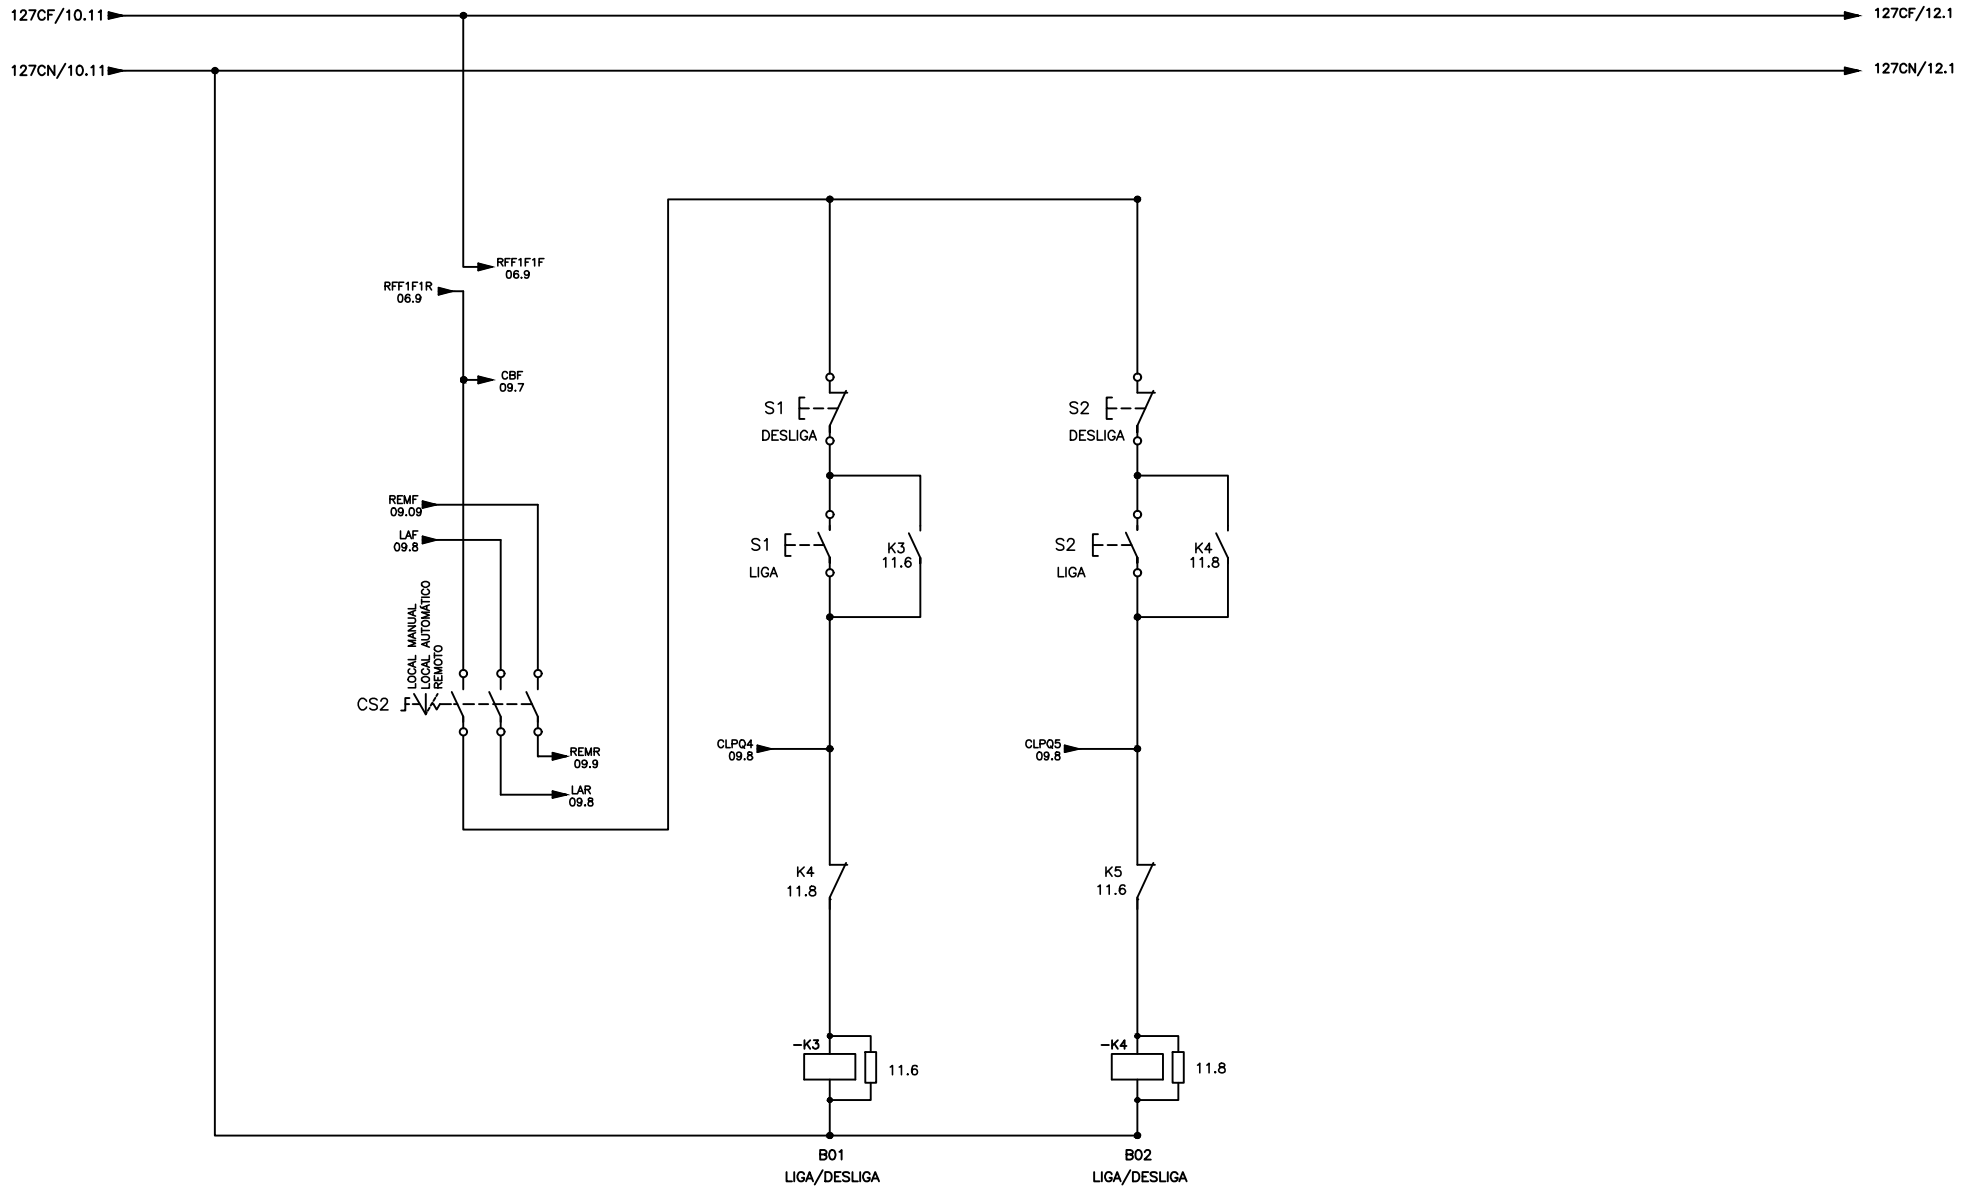 127CF/10.11
127CF/12.1
127CN/10.11
127CN/12.1
RFF1F1F
06.9
RFF1F1R
06.9
CBF
09.7
S1
DESLIGA
S2
DESLIGA
REMF
09.09
LAF
09.8
S1
LIGA
K3
11.6
S2
LIGA
K4
11.8
LOCAL MANUAL
LOCAL AUTOMÁTICO
REMOTO
CS2
REMR
09.9
LAR
09.8
CLPQ4
09.8
CLPQ5
09.8
K4
11.8
K5
11.6
-K3
11.6
-K4
11.8
B01
LIGA/DESLIGA
B02
LIGA/DESLIGA